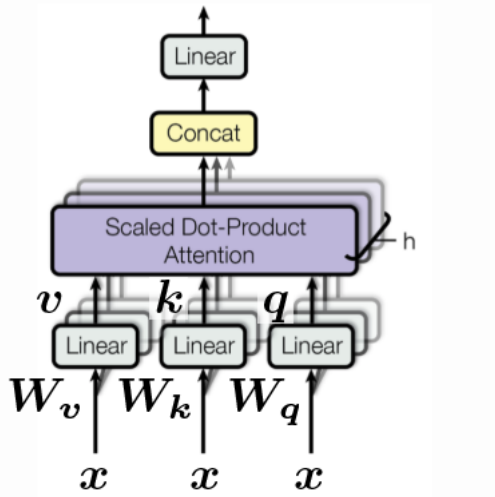 Linear
Concat
Scaled Dot-Product
Attention
h
v k q
Linear Linear Linear
W_v W_k W_q
x x x